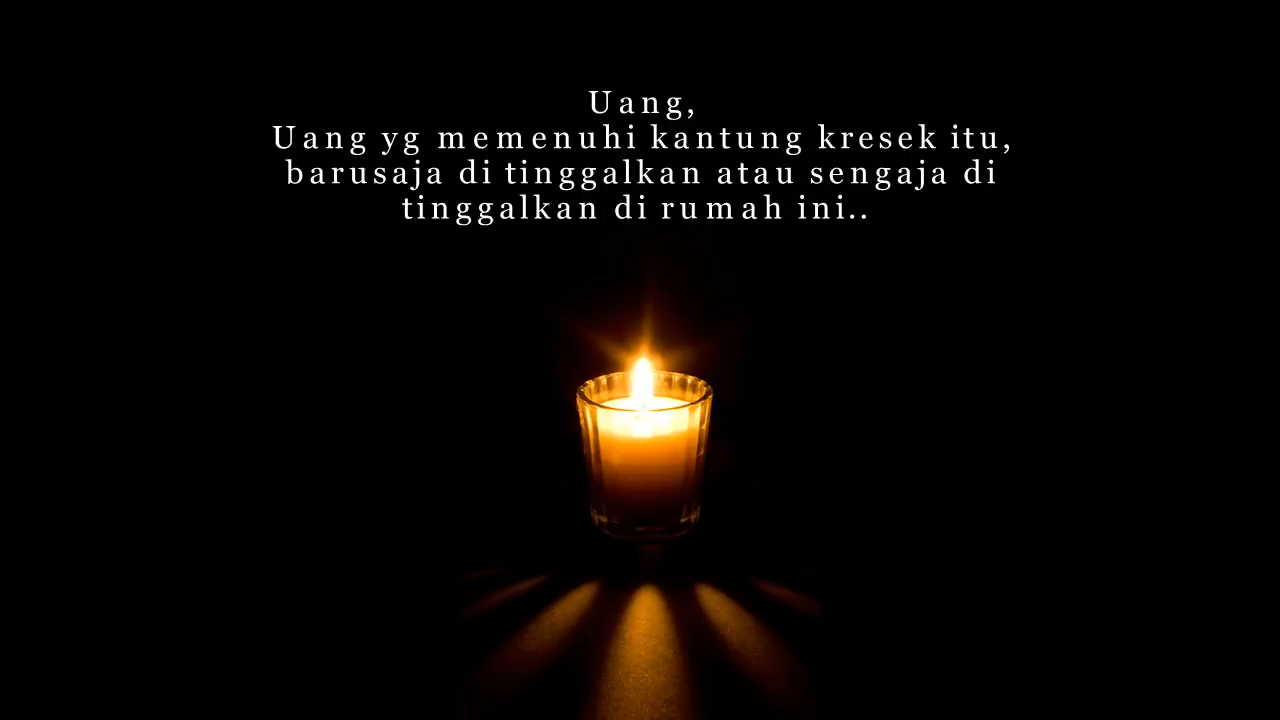 Uang,
Uang yg memenuhi kantung kresek itu,
barusaja di tinggalkan atau sengaja di
tinggalkan di rumah ini..